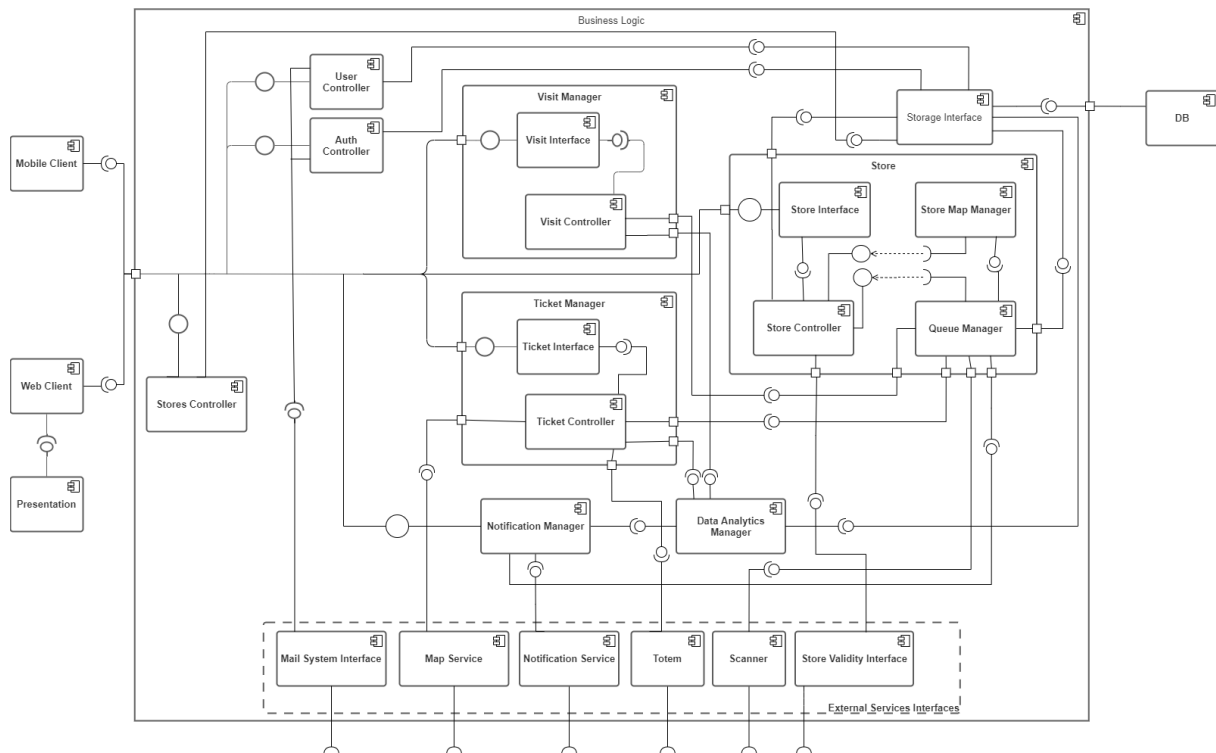 Business Logic
User
Controller
Auth
Controller
Visit Manager
Visit Interface
Visit Controller
Storage Interface
DB
Mobile Client
Store
Store Interface
Store Map Manager
Store Controller
Queue Manager
Ticket Manager
Ticket Interface
Ticket Controller
Web Client
Stores Controller
Presentation
Notification Manager
Data Analytics
Manager
Mail System Interface
Map Service
Notification Service
Totem
Scanner
Store Validity Interface
External Services Interfaces